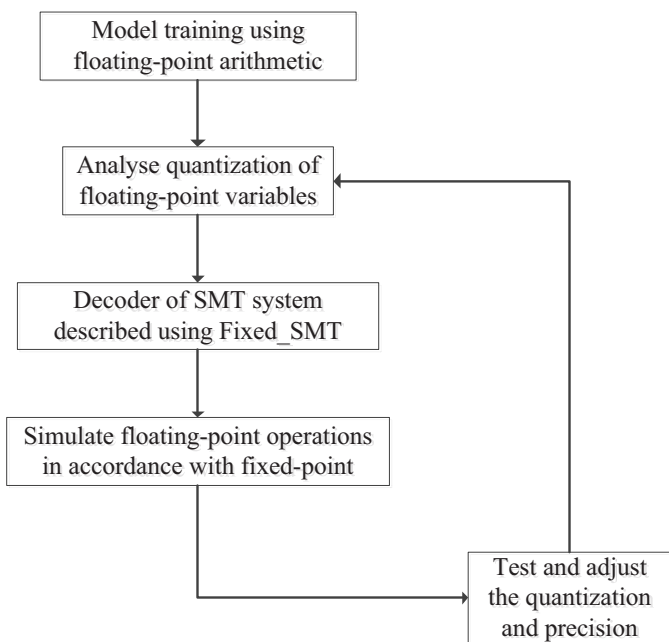 Model training using
floating-point arithmetic
Analyse quantization of
floating-point variables
Decoder of SMT system
described using Fixed_SMT
Simulate floating-point operations
in accordance with fixed-point
Test and adjust
the quantization
and precision